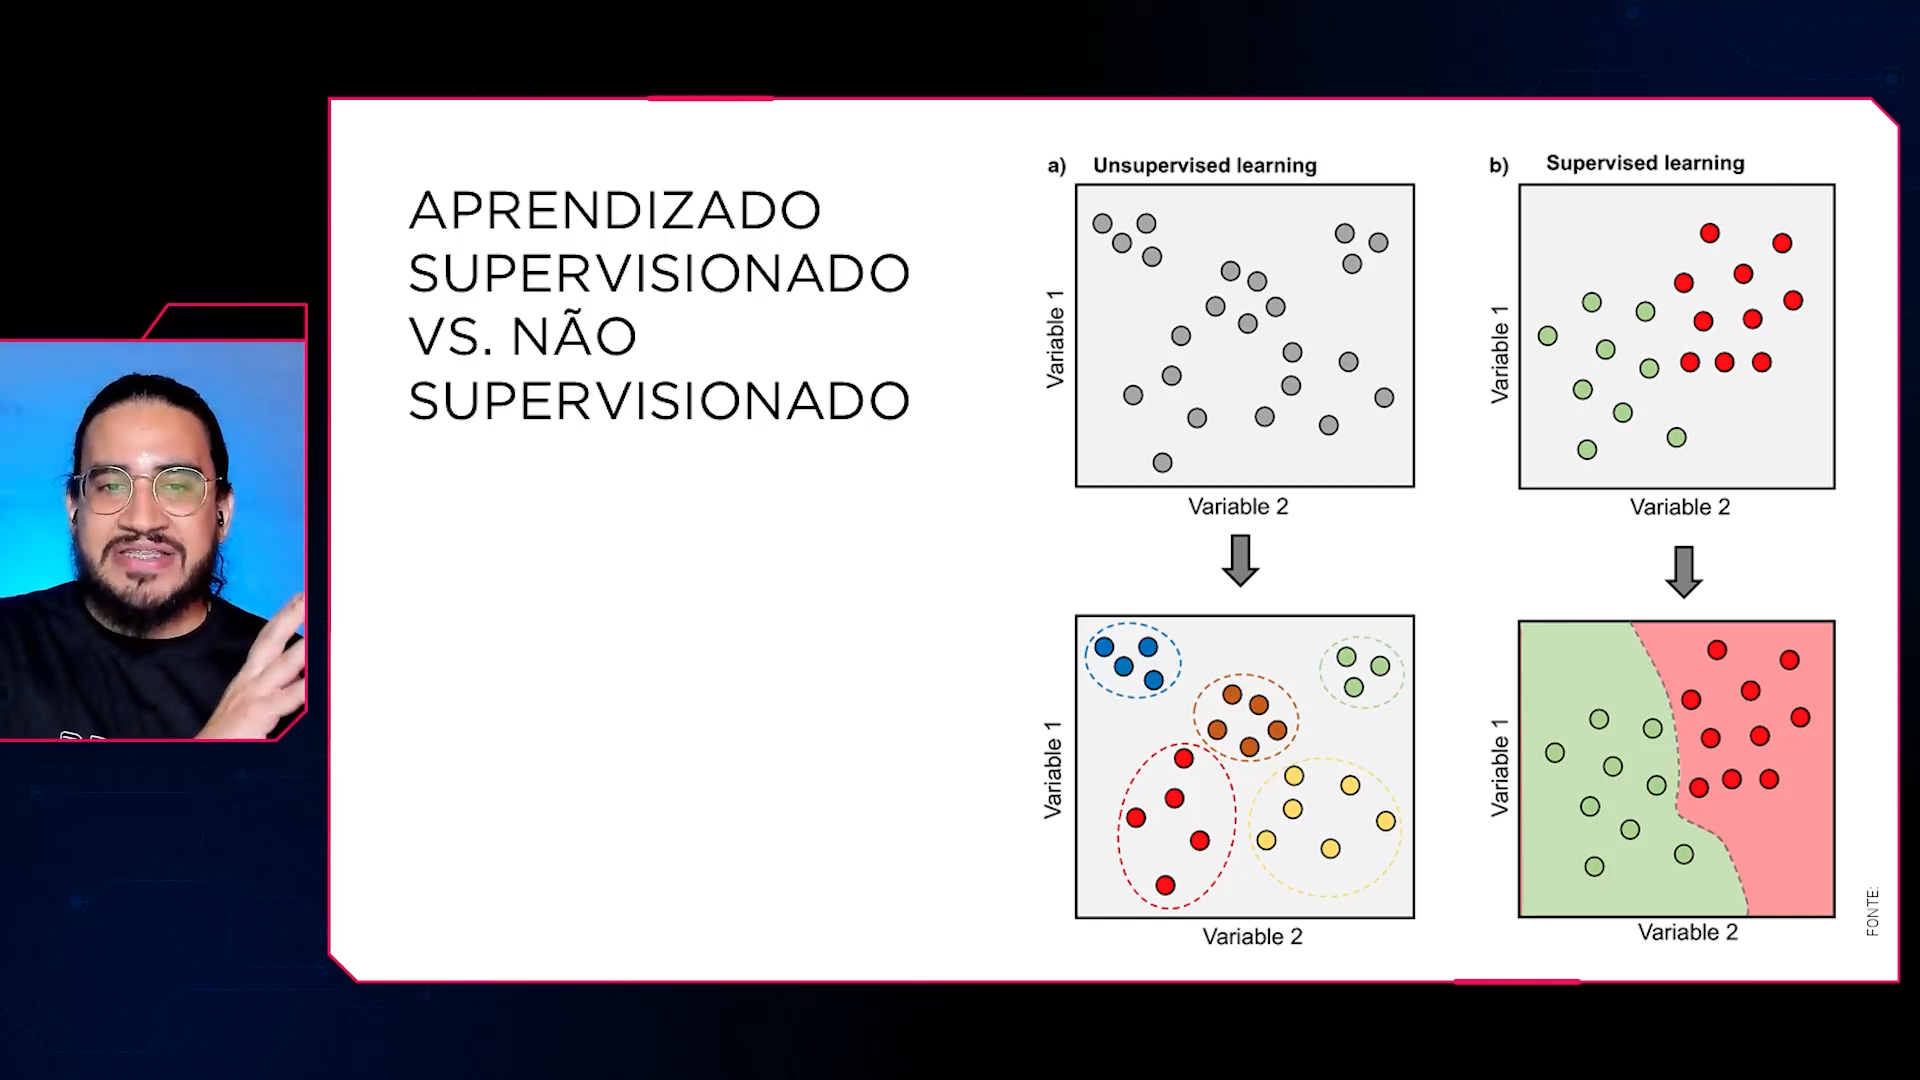 APRENDIZADO
SUPERVISIONADO
VS. NÃO
SUPERVISIONADO
a) Unsupervised learning
Variable 1
Variable 2
Variable 1
Variable 2
b) Supervised learning
Variable 1
Variable 2
Variable 1
Variable 2
FONTE: